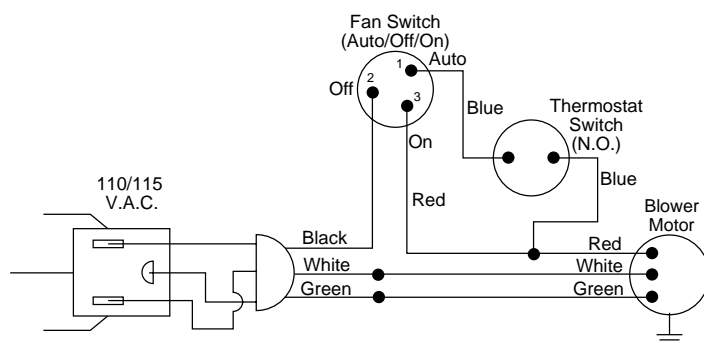 Fan Switch
(Auto/Off/On)
1
Auto
2
Off
3
On
Blue
Thermostat
Switch
(N.O.)
Blue
110/115
V.A.C.
Red
Blower
Motor
Black
Red
White
White
Green
Green